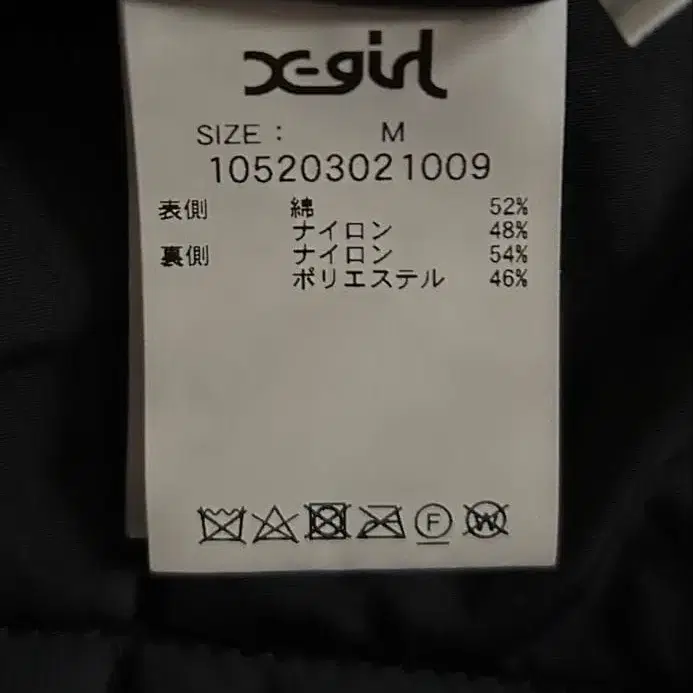 X-girl
SIZE : M
105203021009
表側 綿 52%
ナイロン 48%
裏側 ナイロン 54%
ポリエステル 46%
F W